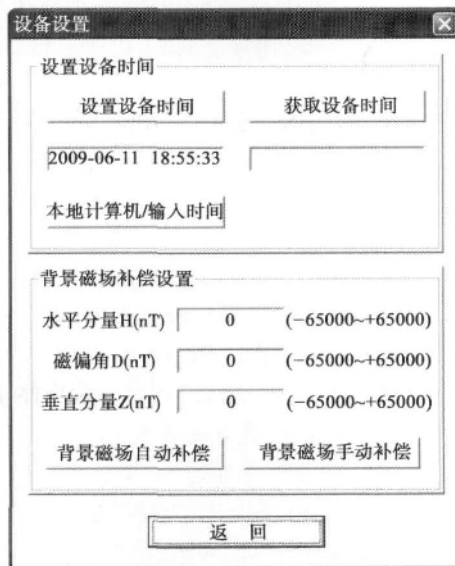 设备设置
设置设备时间
设置设备时间 获取设备时间
2009-06-11 18:55:33
本地计算机/输入时间
背景磁场补偿设置
水平分量H(nT) 0 (-65000~+65000)
磁偏角D(nT) 0 (-65000~+65000)
垂直分量Z(nT) 0 (-65000~+65000)
背景磁场自动补偿 背景磁场手动补偿
返 回